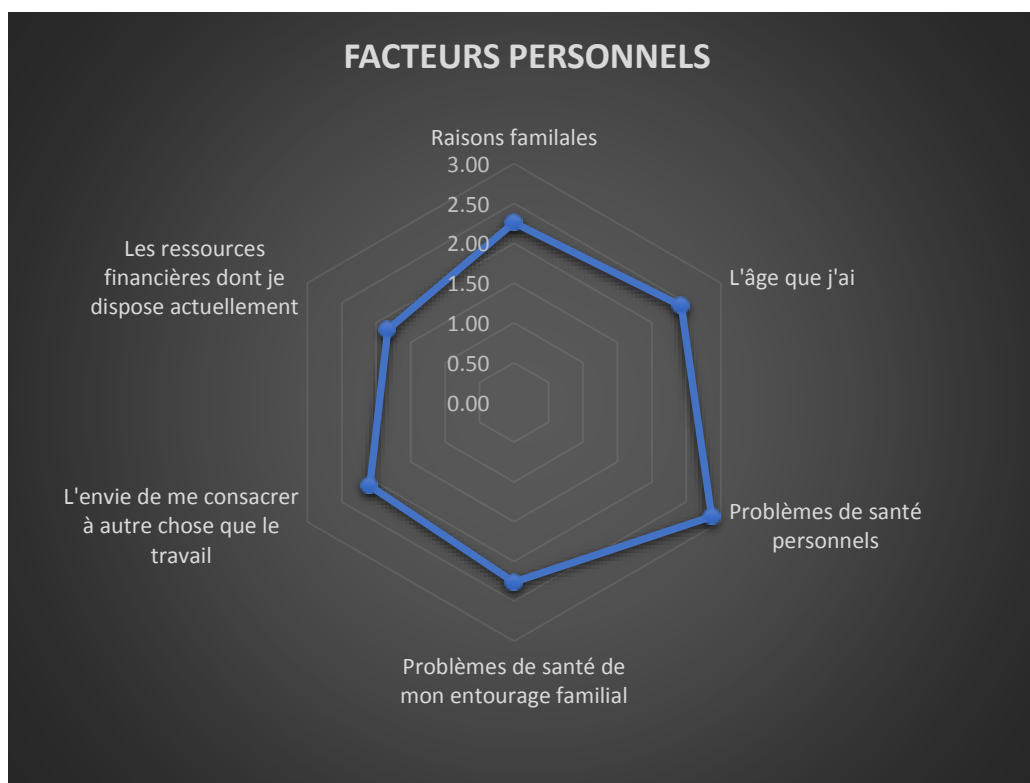 FACTEURS PERSONNELS
Raisons familales
3.00
2.50
2.00
1.50
1.00
0.50
0.00
L'âge que j'ai
Problèmes de santé
personnels
Problèmes de santé de
mon entourage familial
L'envie de me consacrer
à autre chose que le
travail
Les ressources
financières dont je
dispose actuellement